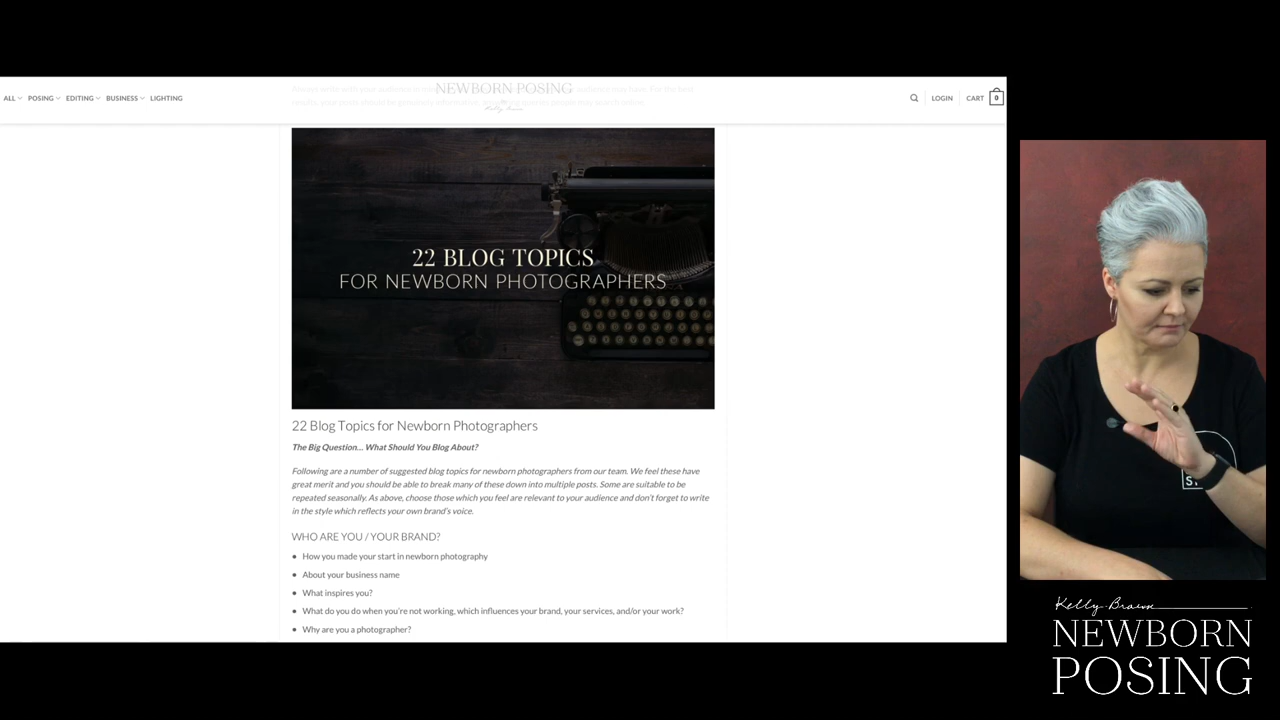 ALL POSING EDITING BUSINESS LIGHTING
NEWBORN POSING
Kelly Brown
LOGIN CART 0
22 BLOG TOPICS
FOR NEWBORN PHOTOGRAPHERS
22 Blog Topics for Newborn Photographers
The Big Question... What Should You Blog About?
Following are a number of suggested blog topics for newborn photographers from our team. We feel these have
great merit and you should be able to break many of these down into multiple posts. Some are suitable to be
repeated seasonally. As above, choose those which you feel are relevant to your audience and don't forget to write
in the style which reflects your own brand's voice.
WHO ARE YOU / YOUR BRAND?
• How you made your start in newborn photography
• About your business name
• What inspires you?
• What do you do when you're not working, which influences your brand, your services, and/or your work?
• Why are you a photographer?
Kelly Brown
NEWBORN
POSING